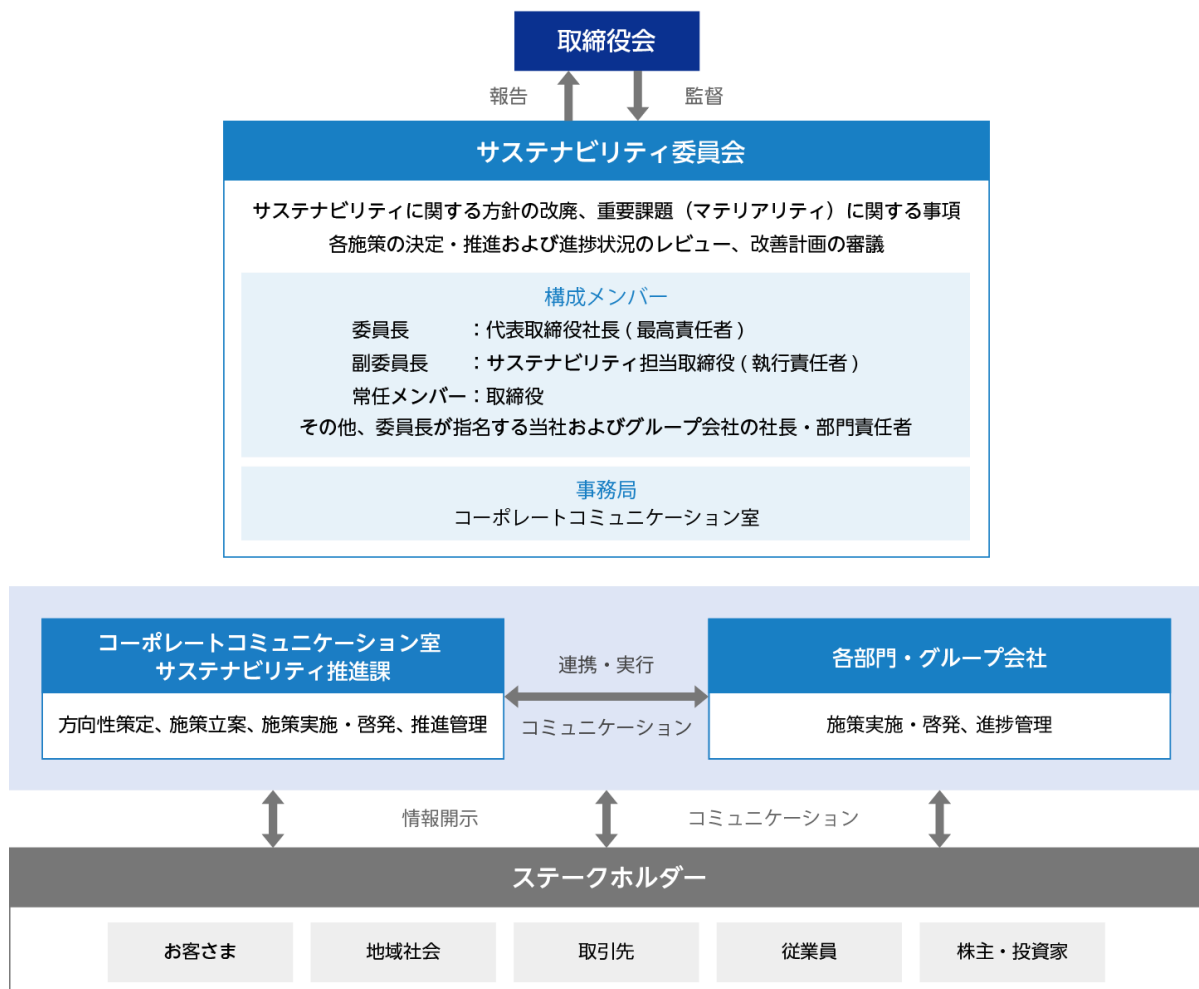 取締役会
報告
監督
サステナビリティ委員会
サステナビリティに関する方針の改廃、重要課題（マテリアリティ）に関する事項
各施策の決定・推進および進捗状況のレビュー、改善計画の審議
構成メンバー
委員長　　　：代表取締役社長 ( 最高責任者 )
副委員長　　：サステナビリティ担当取締役 ( 執行責任者 )
常任メンバー：取締役
その他、委員長が指名する当社およびグループ会社の社長・部門責任者
事務局
コーポレートコミュニケーション室
コーポレートコミュニケーション室
サステナビリティ推進課
方向性策定、施策立案、施策実施・啓発、推進管理
連携・実行
コミュニケーション
各部門・グループ会社
施策実施・啓発、進捗管理
情報開示
コミュニケーション
ステークホルダー
お客さま
地域社会
取引先
従業員
株主・投資家